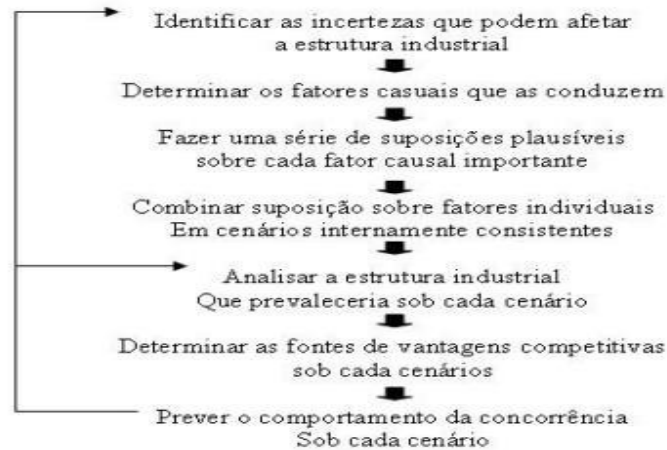 Identificar as incertezas que podem afetar
a estrutura industrial
Determinar os fatores casuais que as conduzem
Fazer uma série de suposições plausíveis
sobre cada fator causal importante
Combinar suposição sobre fatores individuais
Em cenários internamente consistentes
Analisar a estrutura industrial
Que prevaleceria sob cada cenário
Determinar as fontes de vantagens competitivas
sob cada cenários
Prever o comportamento da concorrência
Sob cada cenário